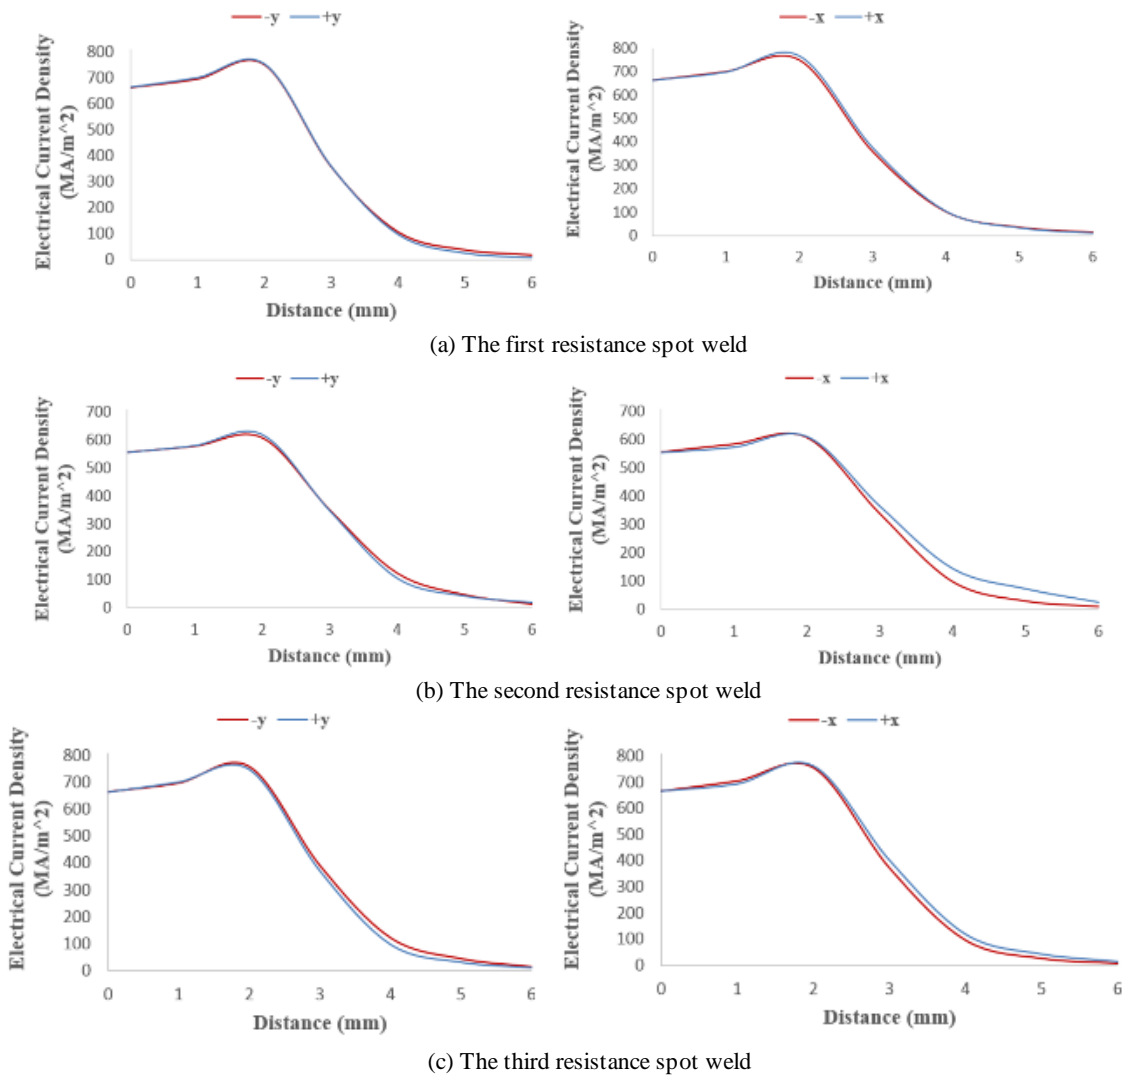 -y +y
Electrical Current Density
(MA/m^2)
800
700
600
500
400
300
200
100
0
0 1 2 3 4 5 6
Distance (mm)
-x +x
Electrical Current Density
(MA/m^2)
800
700
600
500
400
300
200
100
0
0 1 2 3 4 5 6
Distance (mm)
(a) The first resistance spot weld
-y +y
Electrical Current Density
(MA/m^2)
700
600
500
400
300
200
100
0
0 1 2 3 4 5 6
Distance (mm)
-x +x
Electrical Current Density
(MA/m^2)
700
600
500
400
300
200
100
0
0 1 2 3 4 5 6
Distance (mm)
(b) The second resistance spot weld
-y +y
Electrical Current Density
(MA/m^2)
800
700
600
500
400
300
200
100
0
0 1 2 3 4 5 6
Distance (mm)
-x +x
Electrical Current Density
(MA/m^2)
800
700
600
500
400
300
200
100
0
0 1 2 3 4 5 6
Distance (mm)
(c) The third resistance spot weld